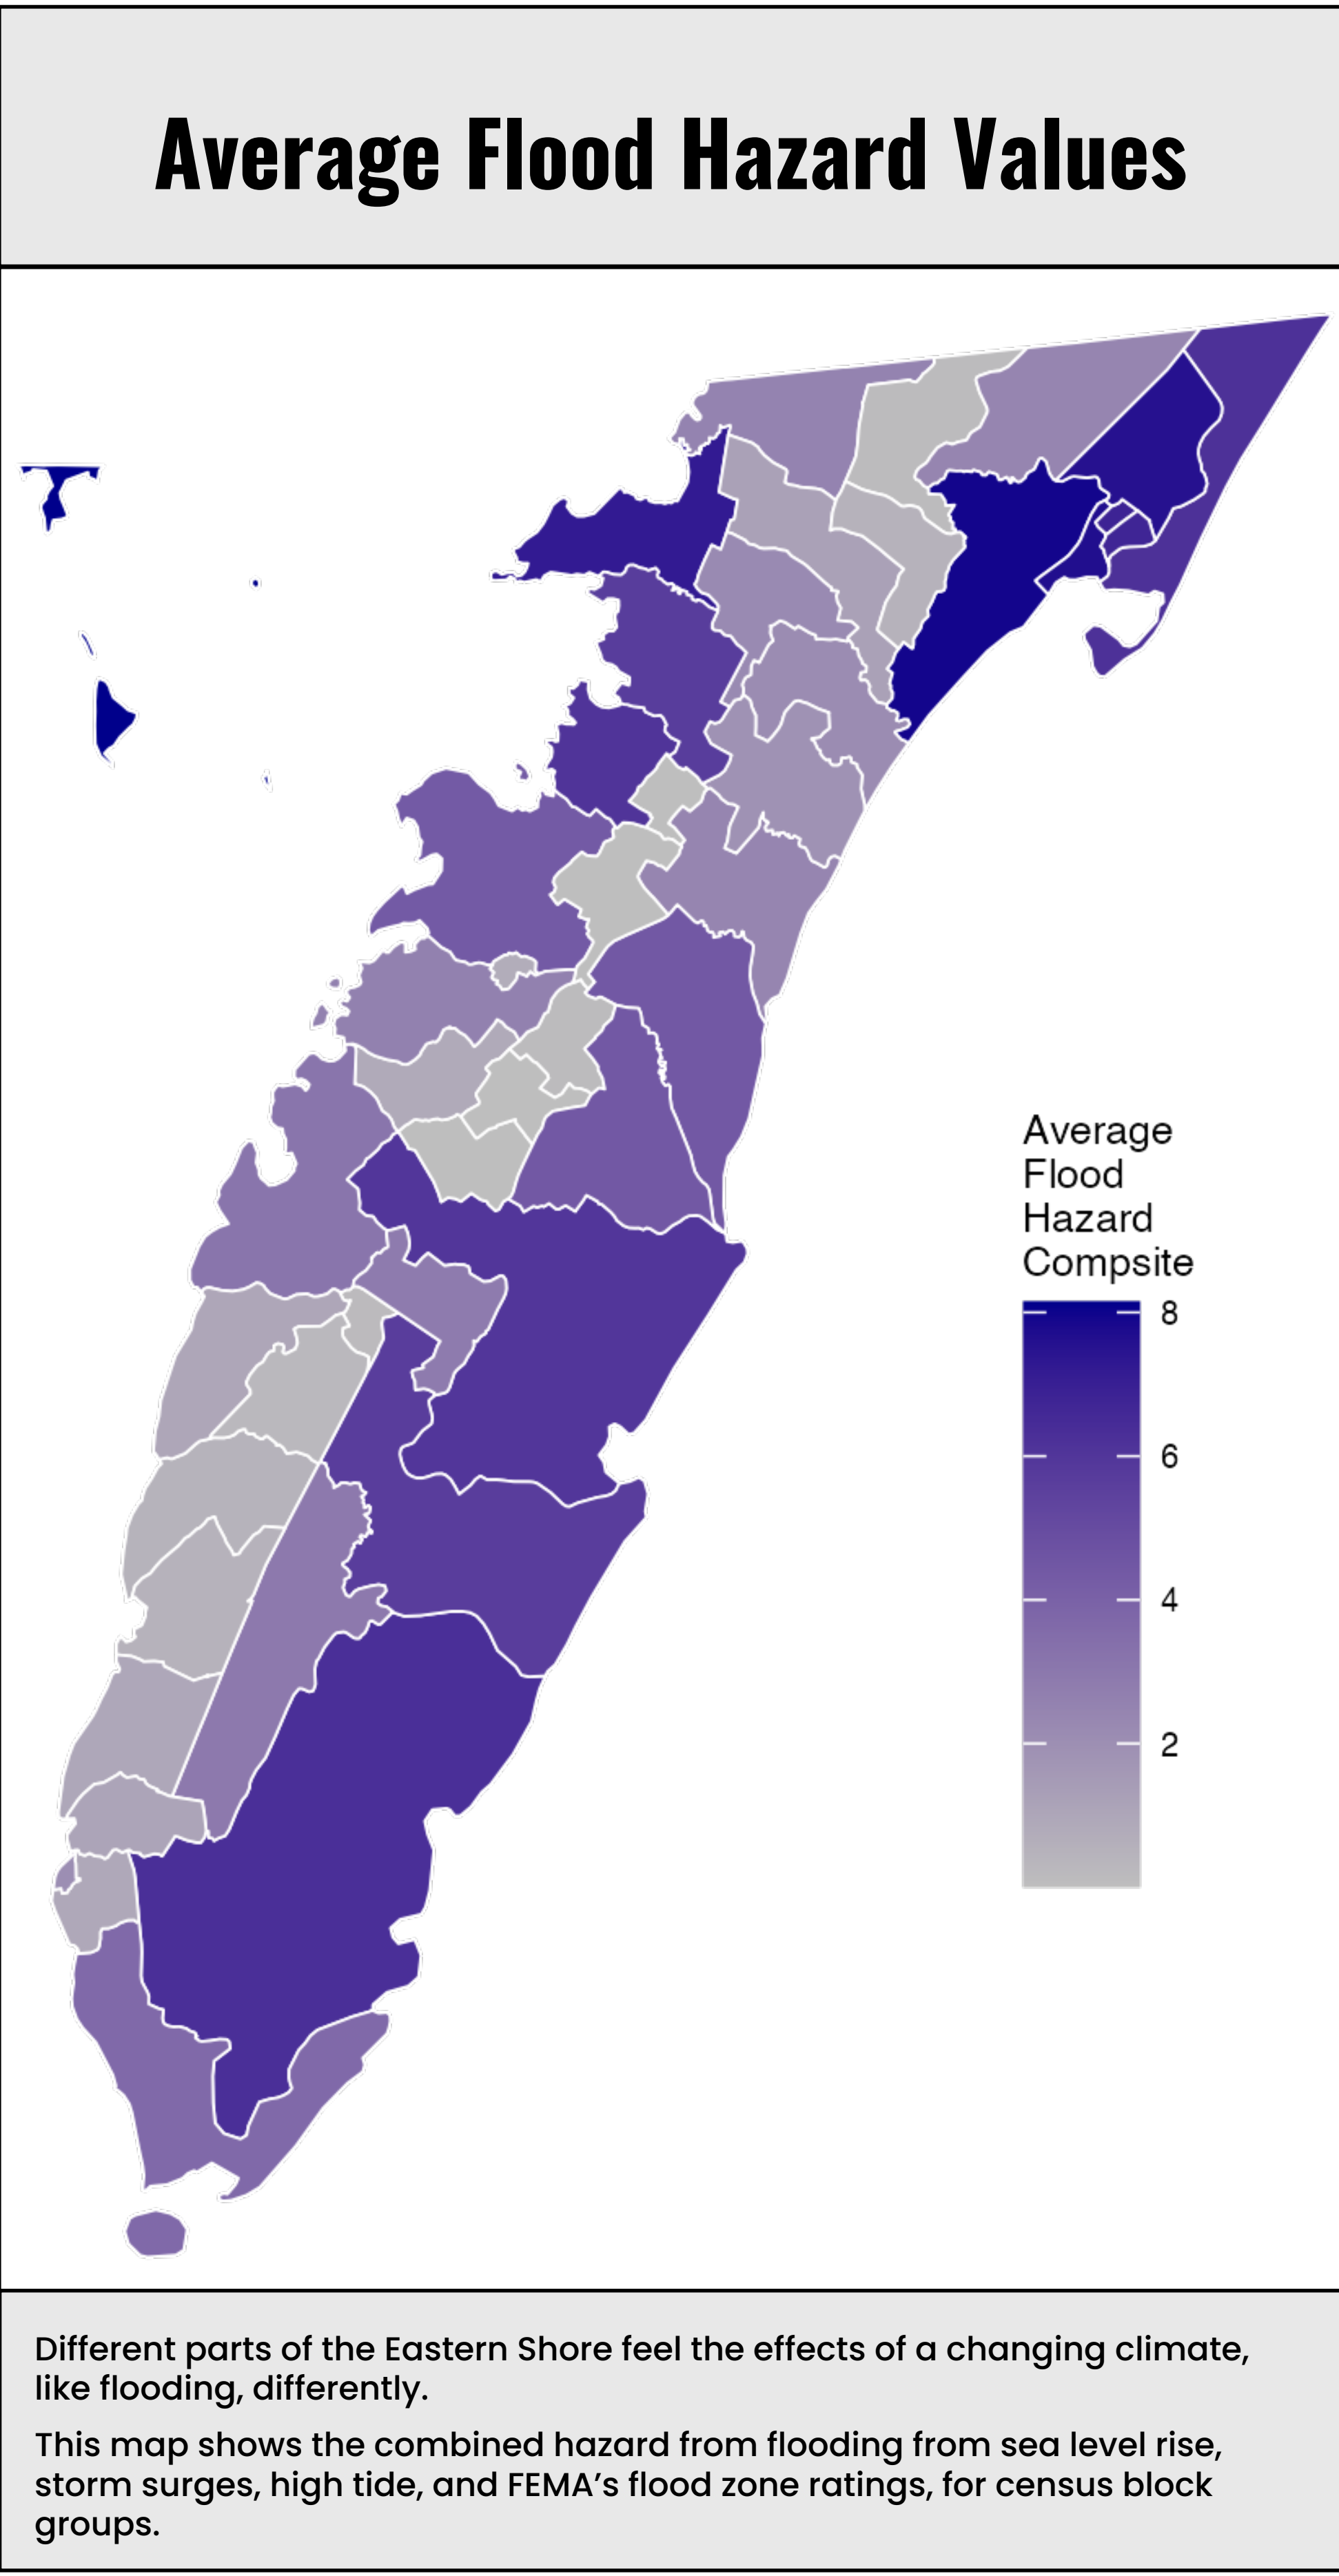 Average Flood Hazard Values
Average
Flood
Hazard
Compsite
8
6
4
2
Different parts of the Eastern Shore feel the effects of a changing climate,
like flooding, differently.
This map shows the combined hazard from flooding from sea level rise,
storm surges, high tide, and FEMA’s flood zone ratings, for census block
groups.